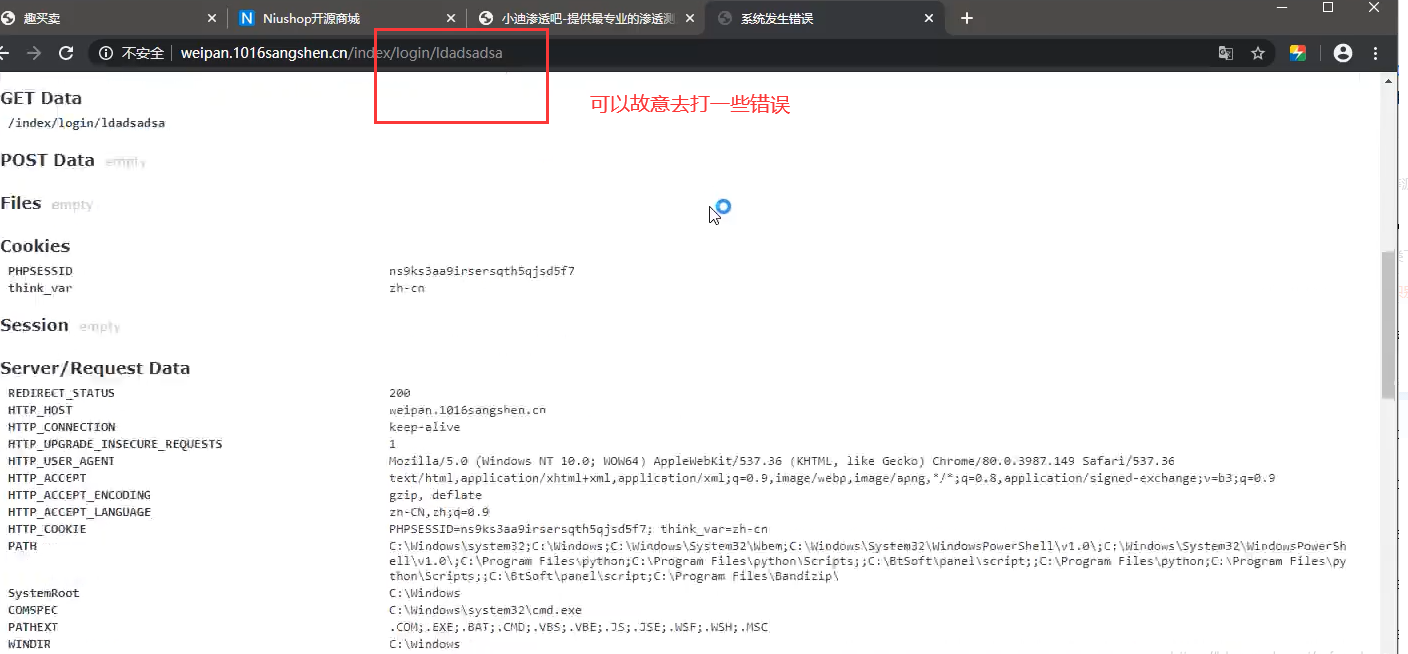 趣买卖
Niushop开源商城
小迪渗透吧-提供最专业的渗透测
系统发生错误
不安全 weipan.1016sangshen.cn/index/login/ldadsadsa
GET Data
可以故意去打一些错误
/index/login/ldadsadsa
POST Data empty
Files empty
Cookies
PHPSESSID ns9ks3aa9irsersqth5qjsd5f7
think_var zh-cn
Session empty
Server/Request Data
REDIRECT_STATUS 200
HTTP_HOST weipan.1016sangshen.cn
HTTP_CONNECTION keep-alive
HTTP_UPGRADE_INSECURE_REQUESTS 1
HTTP_USER_AGENT Mozilla/5.0 (Windows NT 10.0; WOW64) AppleWebKit/537.36 (KHTML, like Gecko) Chrome/80.0.3987.149 Safari/537.36
HTTP_ACCEPT text/html,application/xhtml+xml,application/xml;q=0.9,image/webp,image/apng,*/*;q=0.8,application/signed-exchange;v=b3;q=0.9
HTTP_ACCEPT_ENCODING gzip, deflate
HTTP_ACCEPT_LANGUAGE zh-CN,zh;q=0.9
HTTP_COOKIE PHPSESSID=ns9ks3aa9irsersqth5qjsd5f7; think_var=zh-cn
PATH C:\Windows\system32;C:\Windows;C:\Windows\System32\Wbem;C:\Windows\System32\WindowsPowerShell\v1.0\;C:\Windows\System32\WindowsPowerSh
ell\v1.0\;C:\Program Files\python;C:\Program Files\python\Scripts;;C:\BtSoft\panel\script;;C:\Program Files\python;C:\Program Files\py
thon\Scripts;;C:\BtSoft\panel\script;C:\Program Files\Bandizip\
SystemRoot C:\Windows
COMSPEC C:\Windows\system32\cmd.exe
PATHEXT .COM;.EXE;.BAT;.CMD;.VBS;.VBE;.JS;.JSE;.WSF;.WSH;.MSC
WINDIR C:\Windows